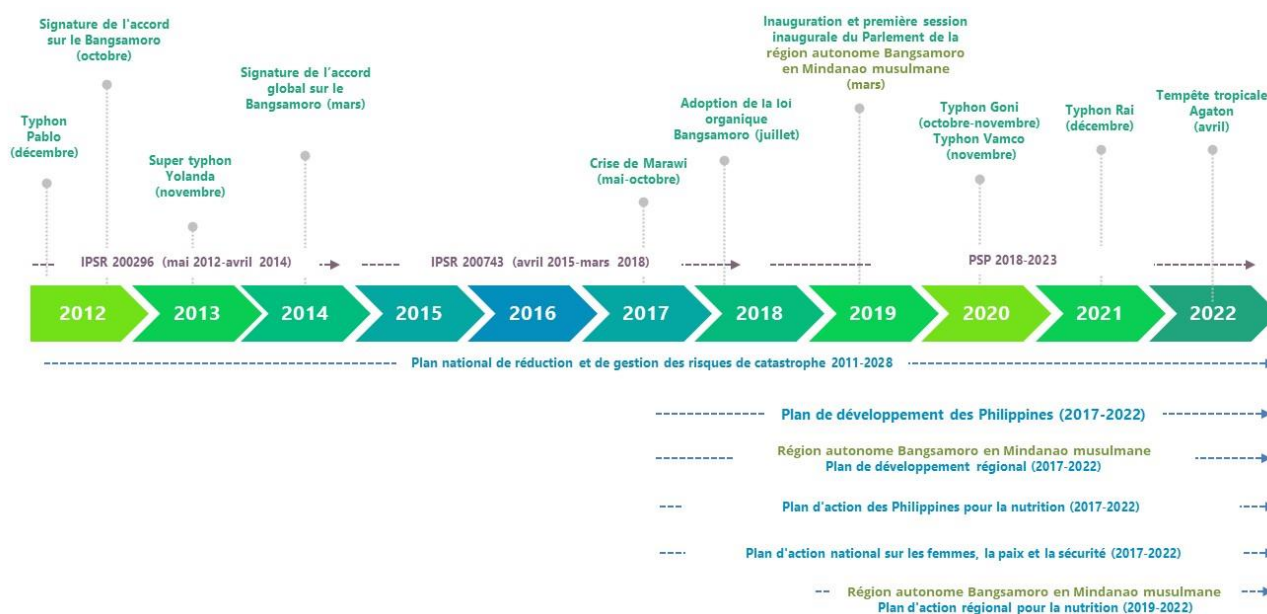 Signature de l'accord
sur le Bangsamoro
(octobre)
Typhon
Pablo
(décembre)
Super typhon
Yolanda
(novembre)
Signature de l'accord
global sur le
Bangsamoro (mars)
Crise de Marawi
(mai-octobre)
Adoption de la loi
organique
Bangsamoro (juillet)
Inauguration et première session
inaugurale du Parlement de la
région autonome Bangsamoro
en Mindanao musulmane
(mars)
Typhon Goni
(octobre-novembre)
Typhon Vamco
(novembre)
Typhon Rai
(décembre)
Tempête tropicale
Agaton
(avril)
IPSR 200296 (mai 2012-avril 2014)
IPSR 200743 (avril 2015-mars 2018)
PSP 2018-2023
2012 2013 2014 2015 2016 2017 2018 2019 2020 2021 2022
Plan national de réduction et de gestion des risques de catastrophe 2011-2028
Plan de développement des Philippines (2017-2022)
Région autonome Bangsamoro en Mindanao musulmane
Plan de développement régional (2017-2022)
Plan d'action des Philippines pour la nutrition (2017-2022)
Plan d'action national sur les femmes, la paix et la sécurité (2017-2022)
Région autonome Bangsamoro en Mindanao musulmane
Plan d'action régional pour la nutrition (2019-2022)